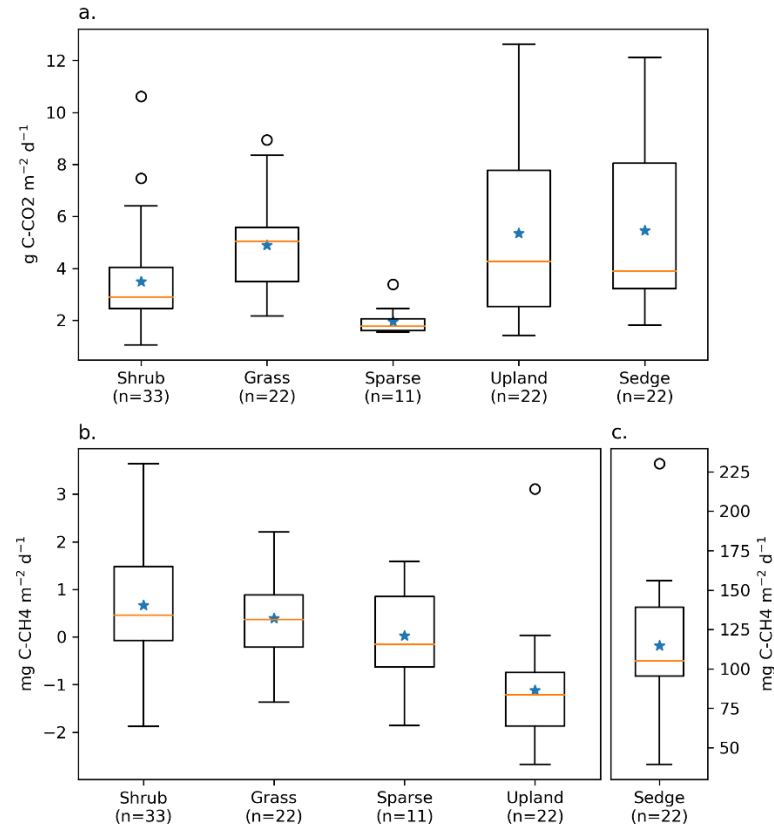 a.
12
10
8
6
4
2
g C-CO2 m⁻² d⁻¹
Shrub Grass Sparse Upland Sedge
(n=33) (n=22) (n=11) (n=22) (n=22)
b.
3
2
1
0
−1
−2
mg C-CH4 m⁻² d⁻¹
Shrub Grass Sparse Upland
(n=33) (n=22) (n=11) (n=22)
c.
225
200
175
150
125
100
75
50
mg C-CH4 m⁻² d⁻¹
Sedge
(n=22)